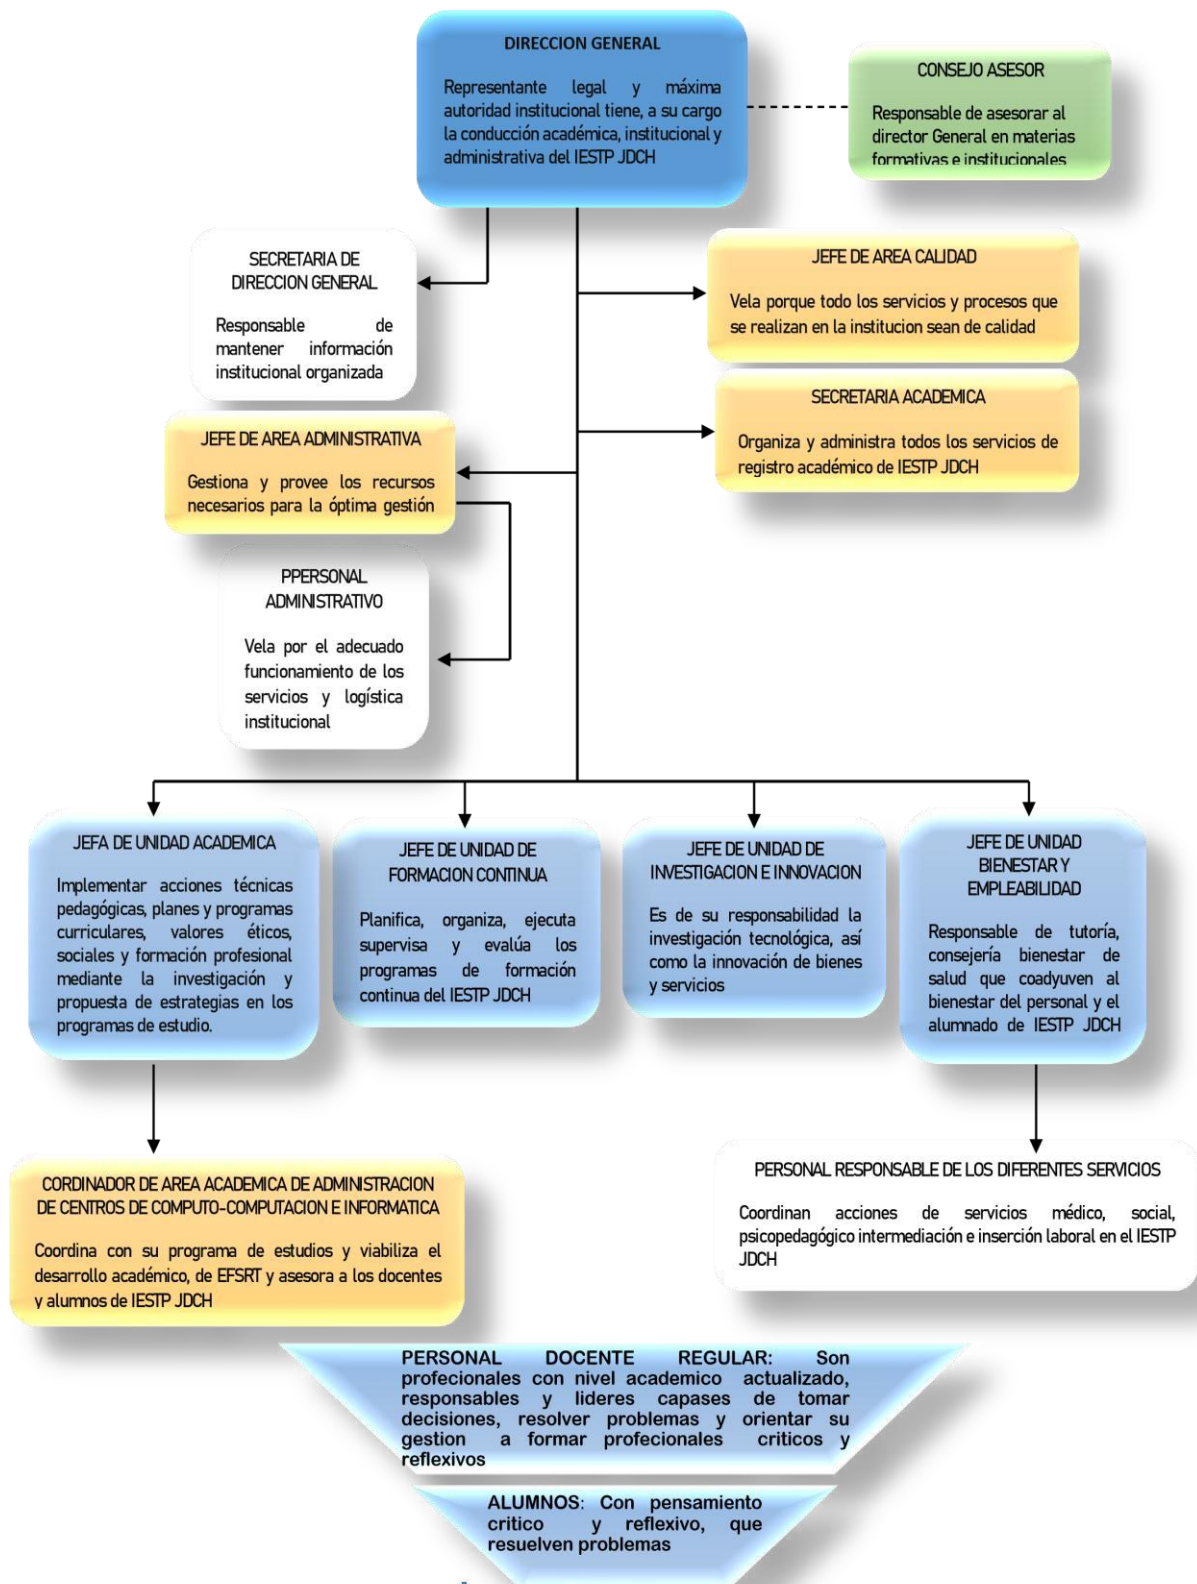 DIRECCION GENERAL
Representante legal y máxima
autoridad institucional tiene, a su cargo
la conducción académica, institucional y
administrativa del IESTP JDCH
CONSEJO ASESOR
Responsable de asesorar al
director General en materias
formativas e institucionales
SECRETARIA DE
DIRECCION GENERAL
Responsable de
mantener información
institucional organizada
JEFE DE AREA CALIDAD
Vela porque todo los servicios y procesos que
se realizan en la institucion sean de calidad
SECRETARIA ACADEMICA
Organiza y administra todos los servicios de
registro académico de IESTP JDCH
JEFE DE AREA ADMINISTRATIVA
Gestiona y provee los recursos
necesarios para la óptima gestión
PPERSONAL
ADMINISTRATIVO
Vela por el adecuado
funcionamiento de los
servicios y logística
institucional
JEFA DE UNIDAD ACADEMICA
Implementar acciones técnicas
pedagógicas, planes y programas
curriculares, valores éticos,
sociales y formación profesional
mediante la investigación y
propuesta de estrategias en los
programas de estudio.
JEFE DE UNIDAD DE
FORMACION CONTINUA
Planifica, organiza, ejecuta
supervisa y evalúa los
programas de formación
continua del IESTP JDCH
JEFE DE UNIDAD DE
INVESTIGACION E INNOVACION
Es de su responsabilidad la
investigación tecnológica, así
como la innovación de bienes
y servicios
JEFE DE UNIDAD
BIENESTAR Y
EMPLEABILIDAD
Responsable de tutoría,
consejería bienestar de
salud que coadyuven al
bienestar del personal y el
alumnado de IESTP JDCH
CORDINADOR DE AREA ACADEMICA DE ADMINISTRACION
DE CENTROS DE COMPUTO-COMPUTACION E INFORMATICA
Coordina con su programa de estudios y viabiliza el
desarrollo académico, de EFSRT y asesora a los docentes
y alumnos de IESTP JDCH
PERSONAL RESPONSABLE DE LOS DIFERENTES SERVICIOS
Coordinan acciones de servicios médico, social,
psicopedagógico intermediación e inserción laboral en el IESTP
JDCH
PERSONAL DOCENTE REGULAR: Son
profecionales con nivel academico actualizado,
responsables y lideres capases de tomar
decisiones, resolver problemas y orientar su
gestion a formar profecionales criticos y
reflexivos
ALUMNOS: Con pensamiento
critico y reflexivo, que
resuelven problemas